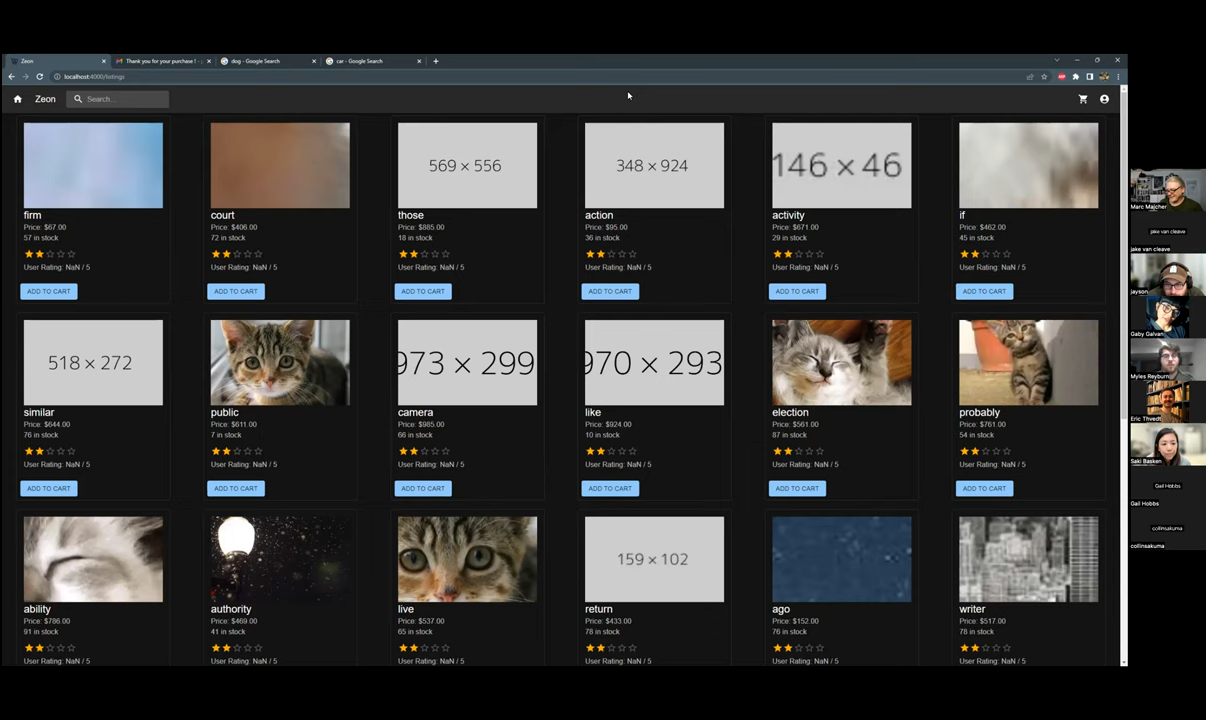 Zeon
Thank you for your purchase ! -
dog - Google Search
car - Google Search
localhost:4000/listings
Zeon
Search...
569 × 556
348 × 924
146 × 46
firm
court
those
action
activity
if
Price: $67.00
Price: $406.00
Price: $885.00
Price: $95.00
Price: $671.00
Price: $462.00
57 in stock
72 in stock
18 in stock
36 in stock
29 in stock
45 in stock
User Rating: NaN / 5
User Rating: NaN / 5
User Rating: NaN / 5
User Rating: NaN / 5
User Rating: NaN / 5
User Rating: NaN / 5
ADD TO CART
ADD TO CART
ADD TO CART
ADD TO CART
ADD TO CART
ADD TO CART
518 × 272
973 × 299
970 × 293
similar
public
camera
like
election
probably
Price: $644.00
Price: $611.00
Price: $985.00
Price: $924.00
Price: $561.00
Price: $761.00
76 in stock
7 in stock
66 in stock
10 in stock
87 in stock
54 in stock
User Rating: NaN / 5
User Rating: NaN / 5
User Rating: NaN / 5
User Rating: NaN / 5
User Rating: NaN / 5
User Rating: NaN / 5
ADD TO CART
ADD TO CART
ADD TO CART
ADD TO CART
ADD TO CART
ADD TO CART
159 × 102
ability
authority
live
return
ago
writer
Price: $786.00
Price: $469.00
Price: $537.00
Price: $433.00
Price: $152.00
Price: $517.00
91 in stock
41 in stock
65 in stock
78 in stock
76 in stock
78 in stock
User Rating: NaN / 5
User Rating: NaN / 5
User Rating: NaN / 5
User Rating: NaN / 5
User Rating: NaN / 5
User Rating: NaN / 5
Marc Majcher
jake van cleave
jake van cleave
jayson
Gaby Galvan
Myles Reyburn
Eric Thvedt
Saki Basken
Gail Hobbs
Gail Hobbs
collinsakuma
collinsakuma